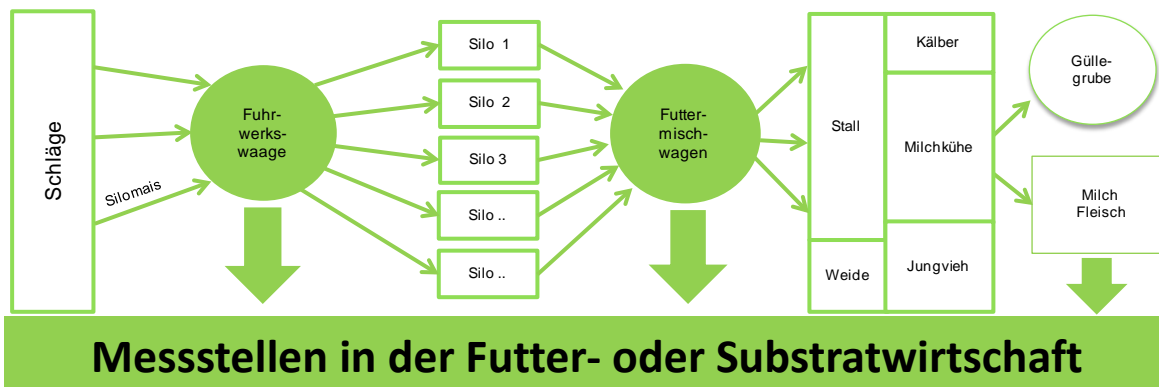 Schläge
Silomais
Fuhr-
werks-
waage
Silo 1
Silo 2
Silo 3
Silo ..
Silo ..
Futter-
misch-
wagen
Stall
Weide
Kälber
Milchkühe
Jungvieh
Gülle-
grube
Milch
Fleisch
Messstellen in der Futter- oder Substratwirtschaft